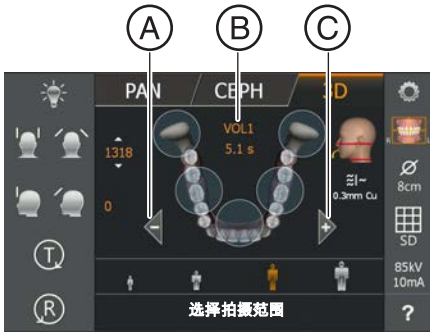 A B C
PAN CEPH 3D
VOL1
5.1 s
1318
0
R L
8cm
0.3mm Cu
SD
T
85kV
10mA
R
选择拍摄范围
?